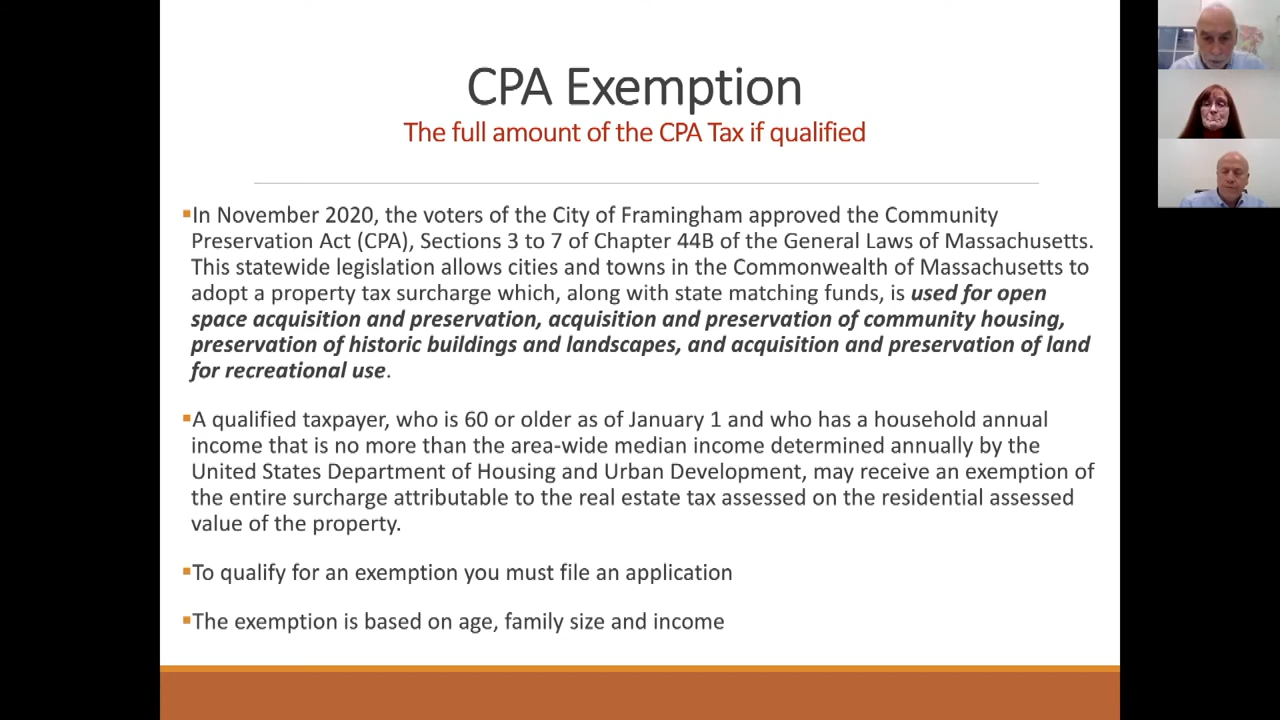 CPA Exemption
The full amount of the CPA Tax if qualified
▪In November 2020, the voters of the City of Framingham approved the Community
Preservation Act (CPA), Sections 3 to 7 of Chapter 44B of the General Laws of Massachusetts.
This statewide legislation allows cities and towns in the Commonwealth of Massachusetts to
adopt a property tax surcharge which, along with state matching funds, is used for open
space acquisition and preservation, acquisition and preservation of community housing,
preservation of historic buildings and landscapes, and acquisition and preservation of land
for recreational use.
▪A qualified taxpayer, who is 60 or older as of January 1 and who has a household annual
income that is no more than the area-wide median income determined annually by the
United States Department of Housing and Urban Development, may receive an exemption of
the entire surcharge attributable to the real estate tax assessed on the residential assessed
value of the property.
▪To qualify for an exemption you must file an application
▪The exemption is based on age, family size and income